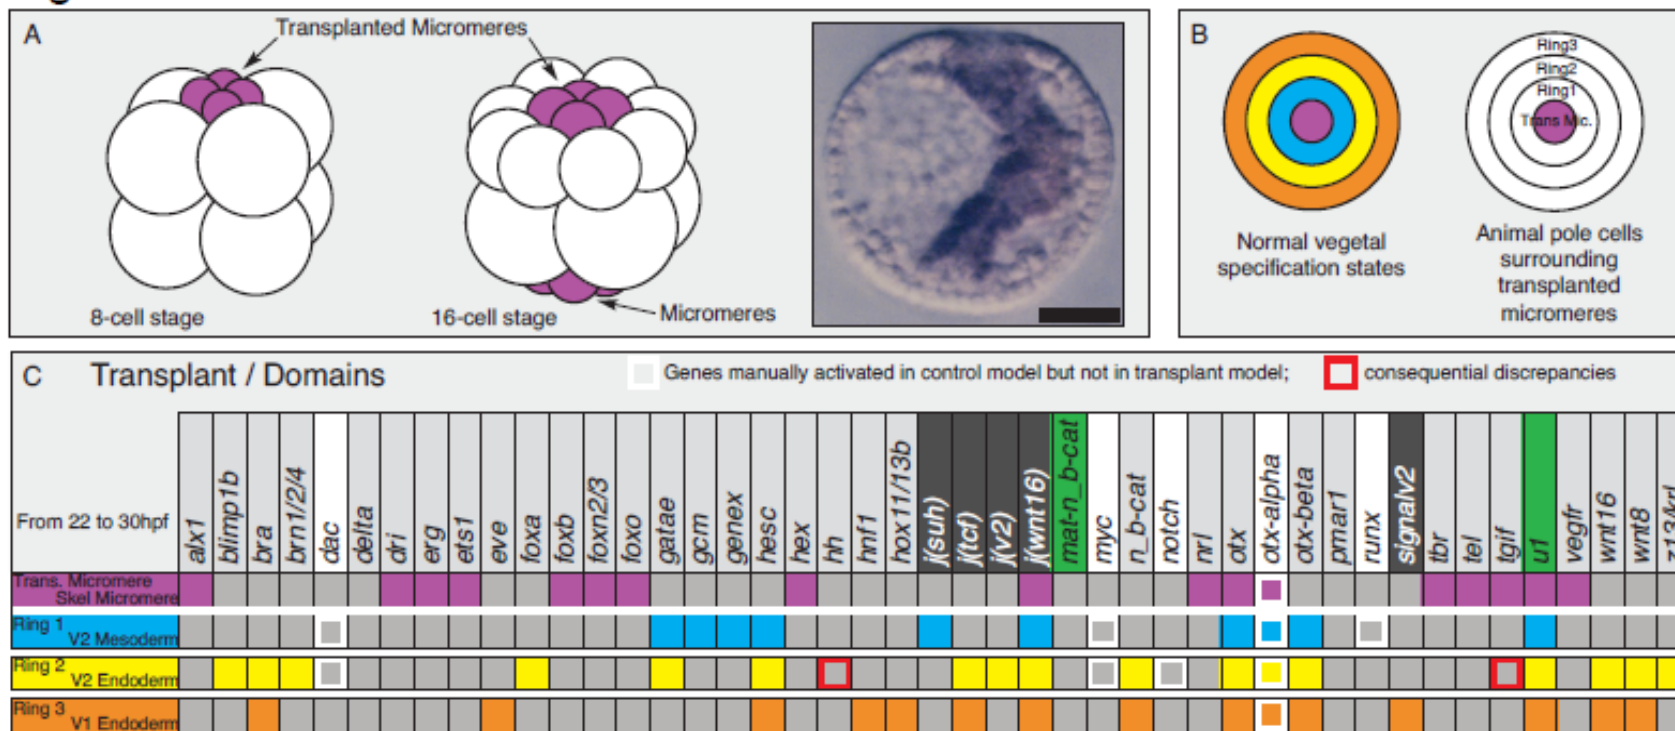 A
Transplanted Micromeres
8-cell stage
16-cell stage
Micromeres
B
Ring3
Ring2
Ring1
Trans Mic.
Normal vegetal
specification states
Animal pole cells
surrounding
transplanted
micromeres
C Transplant / Domains
Genes manually activated in control model but not in transplant model;
consequential discrepancies
From 22 to 30hpf
alx1
blimp1b
bra
brn1/2/4
dac
delta
dri
erg
ets1
eve
foxa
foxb
foxn2/3
foxo
gatae
gcm
genex
hesc
hex
hh
hnf1
hox11/13b
j(suh)
j(tcf)
j(v2)
j(wnt16)
mat-n_b-cat
myc
n_b-cat
notch
nrl
otx
otx-alpha
otx-beta
pmar1
runx
signalv2
tbr
tel
tgif
u1
vegfr
wnt16
wnt8
Trans. Micromere
Skel Micromere
Ring 1
V2 Mesoderm
Ring 2
V2 Endoderm
Ring 3
V1 Endoderm